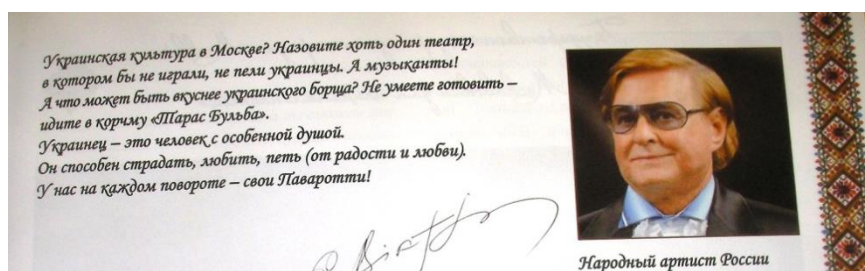 Украинская культура в Москве? Назовите хоть один театр,
в котором бы не играли, не пели украинцы. А музыканты!
А что может быть вкуснее украинского борща? Не умеете готовить –
идите в корчму «Тарас Бульба».
Украинец – это человек с особенной душой.
Он способен страдать, любить, петь (от радости и любви).
У нас на каждом повороте – свои Паваротти!
Народный артист России